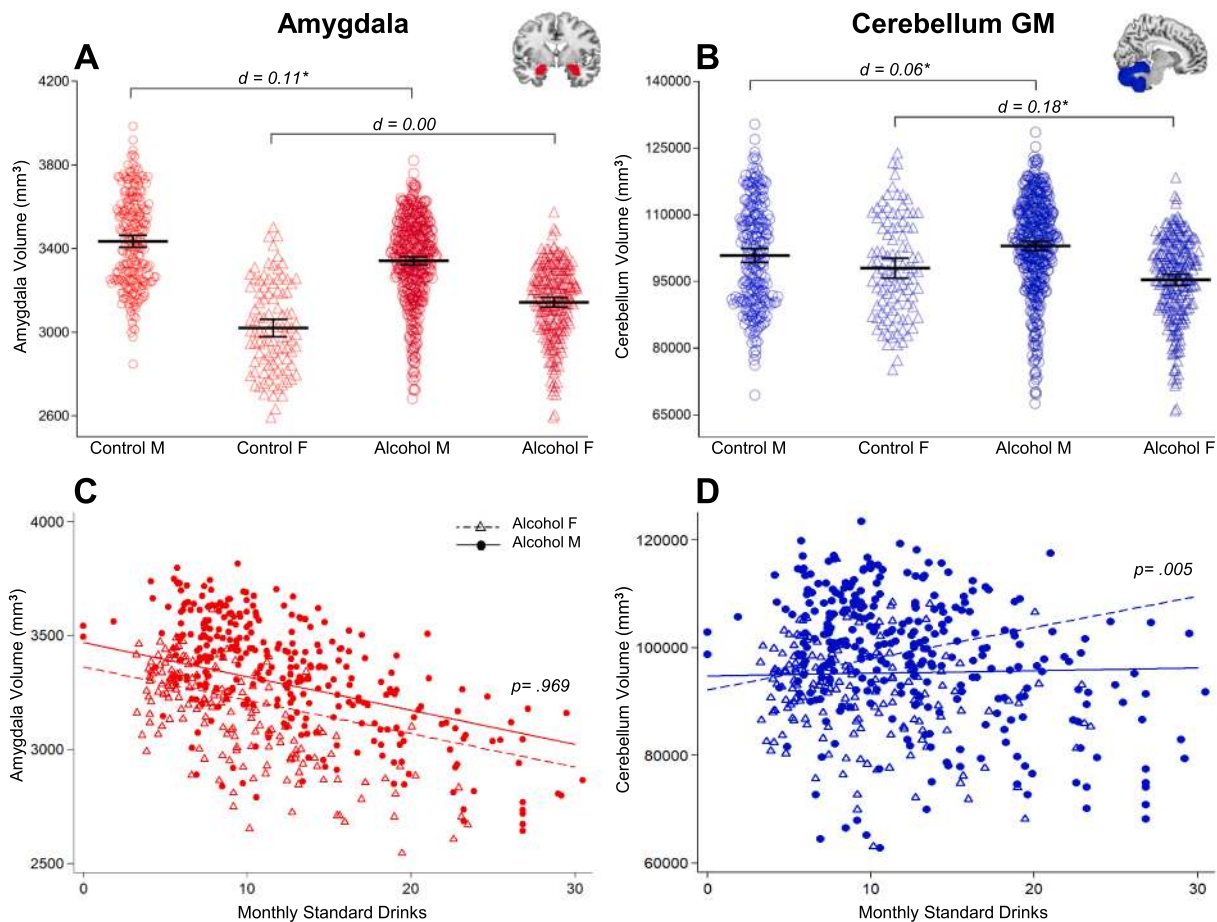 Amygdala
Cerebellum GM
A
4200
3800
3400
3000
2600
Amygdala Volume (mm³)
d = 0.11*
d = 0.00
Control M
Control F
Alcohol M
Alcohol F
B
140000
125000
110000
95000
80000
65000
Cerebellum Volume (mm³)
d = 0.06*
d = 0.18*
Control M
Control F
Alcohol M
Alcohol F
C
4000
3500
3000
2500
Amygdala Volume (mm³)
Alcohol F
Alcohol M
p= .969
0
10
20
30
Monthly Standard Drinks
D
120000
100000
80000
60000
Cerebellum Volume (mm³)
p= .005
0
10
20
30
Monthly Standard Drinks